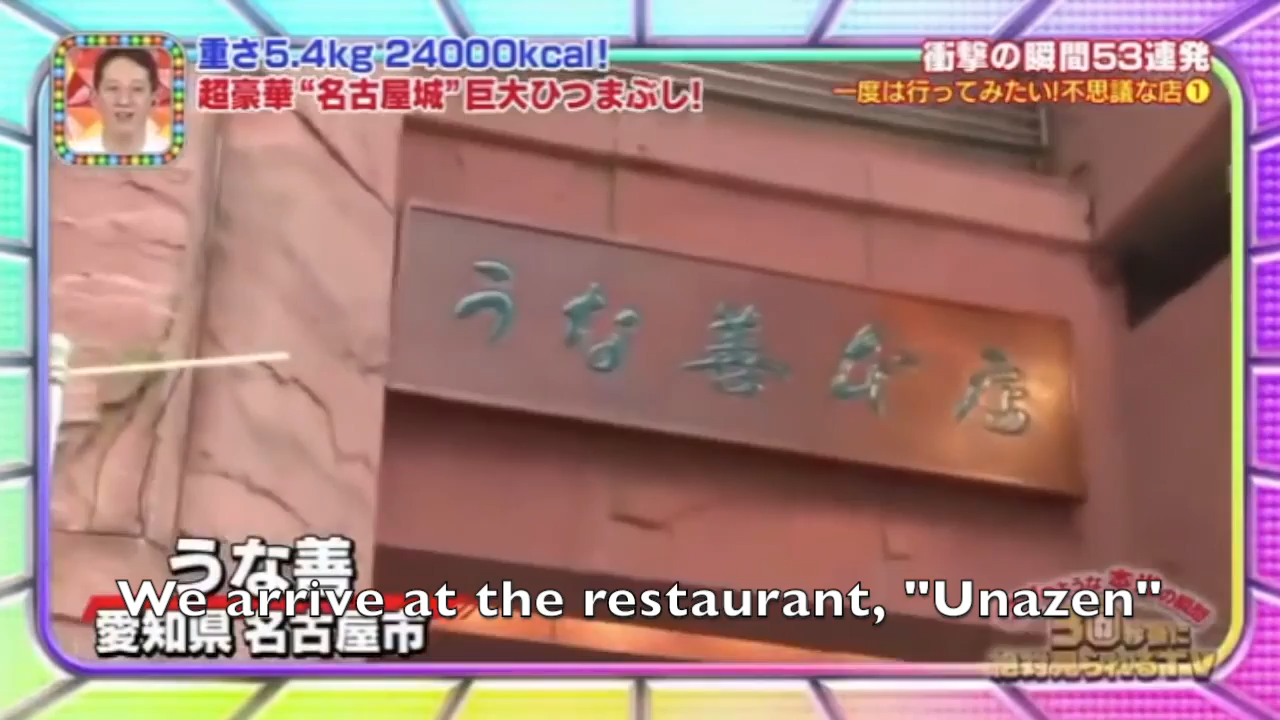 重さ5.4kg 24000kcal!
超豪華“名古屋城”巨大ひつまぶし!
衝撃の瞬間53連発
一度は行ってみたい!不思議な店❶
うな善本店
うな善
We arrive at the restaurant, "Unazen"
愛知県 名古屋市